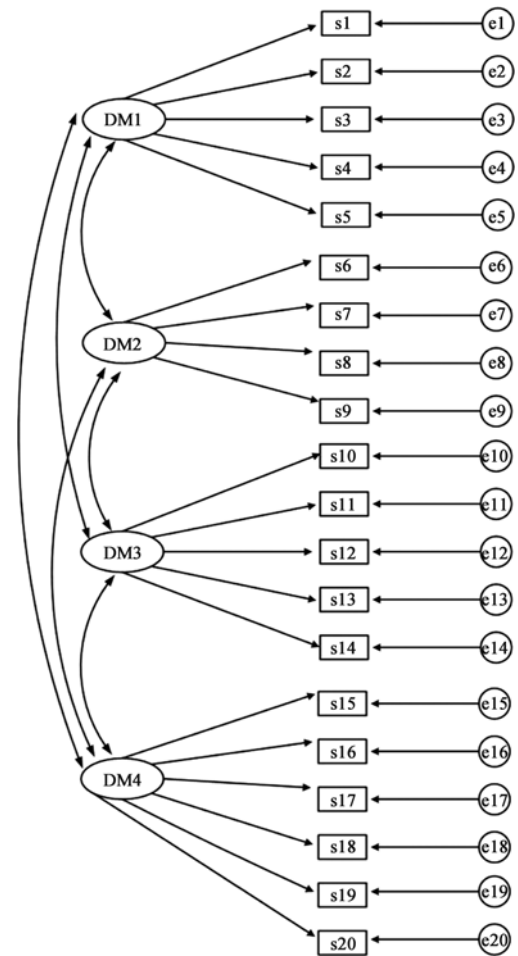 s1 e1
s2 e2
DM1 s3 e3
s4 e4
s5 e5
s6 e6
s7 e7
DM2 s8 e8
s9 e9
s10 e10
s11 e11
DM3 s12 e12
s13 e13
s14 e14
s15 e15
s16 e16
DM4 s17 e17
s18 e18
s19 e19
s20 e20